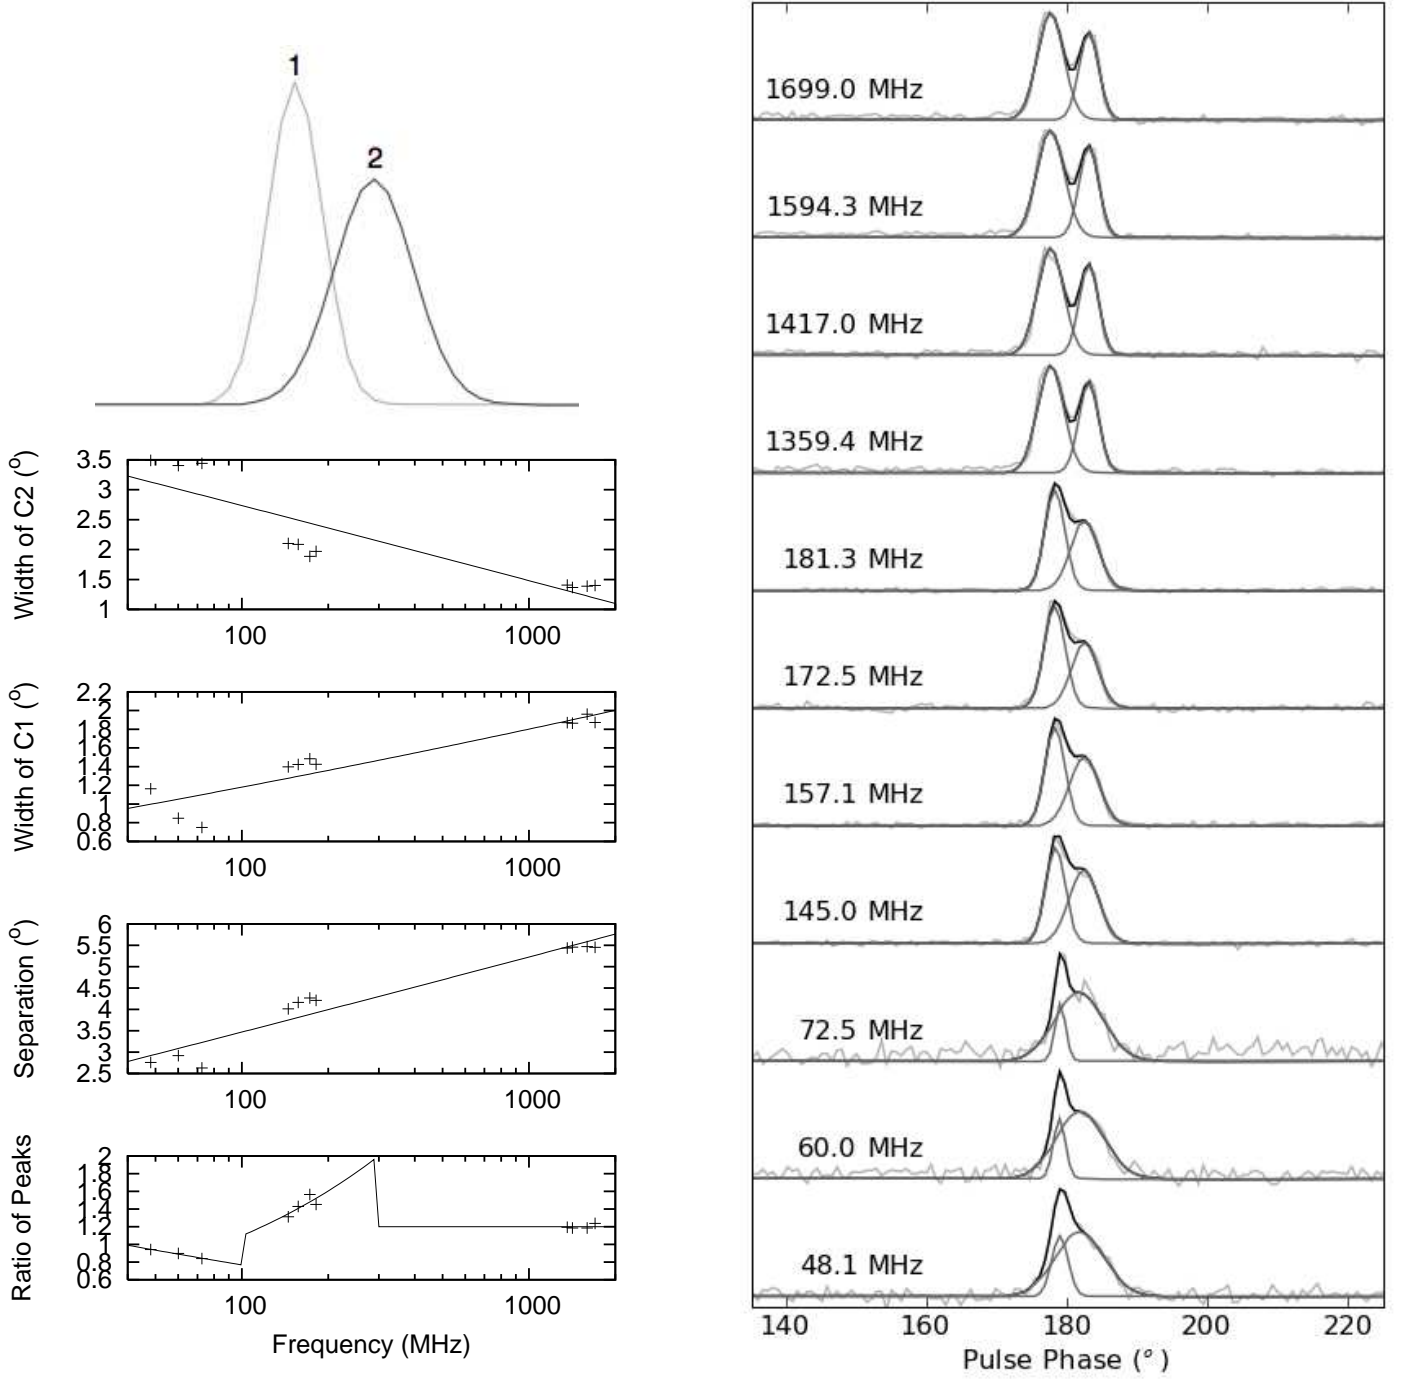 1
2
Width of C2 (o)
3.5
3
2.5
2
1.5
1
100
1000
Width of C1 (o)
2.2
2
1.8
1.6
1.4
1.2
1
0.8
0.6
100
1000
Separation (o)
6
5.5
5
4.5
4
3.5
3
2.5
100
1000
Ratio of Peaks
2
1.8
1.6
1.4
1.2
1
0.8
0.6
100
1000
Frequency (MHz)
1699.0 MHz
1594.3 MHz
1417.0 MHz
1359.4 MHz
181.3 MHz
172.5 MHz
157.1 MHz
145.0 MHz
72.5 MHz
60.0 MHz
48.1 MHz
140 160 180 200 220
Pulse Phase (°)